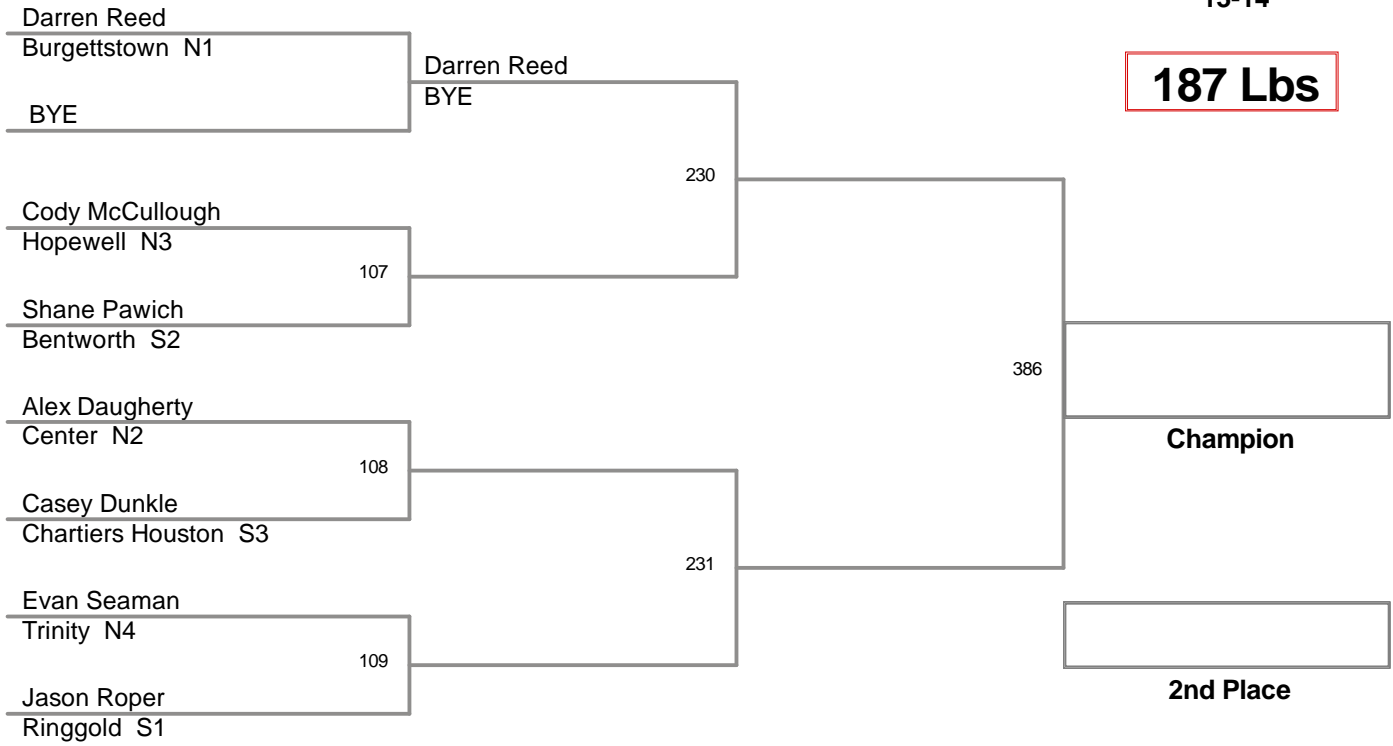 13-14
187 Lbs
Darren Reed
Burgettstown N1
BYE
Darren Reed
BYE
Cody McCullough
Hopewell N3
107
Shane Pawich
Bentworth S2
230
Alex Daugherty
Center N2
108
Casey Dunkle
Chartiers Houston S3
Evan Seaman
Trinity N4
109
Jason Roper
Ringgold S1
231
386
Champion
2nd Place